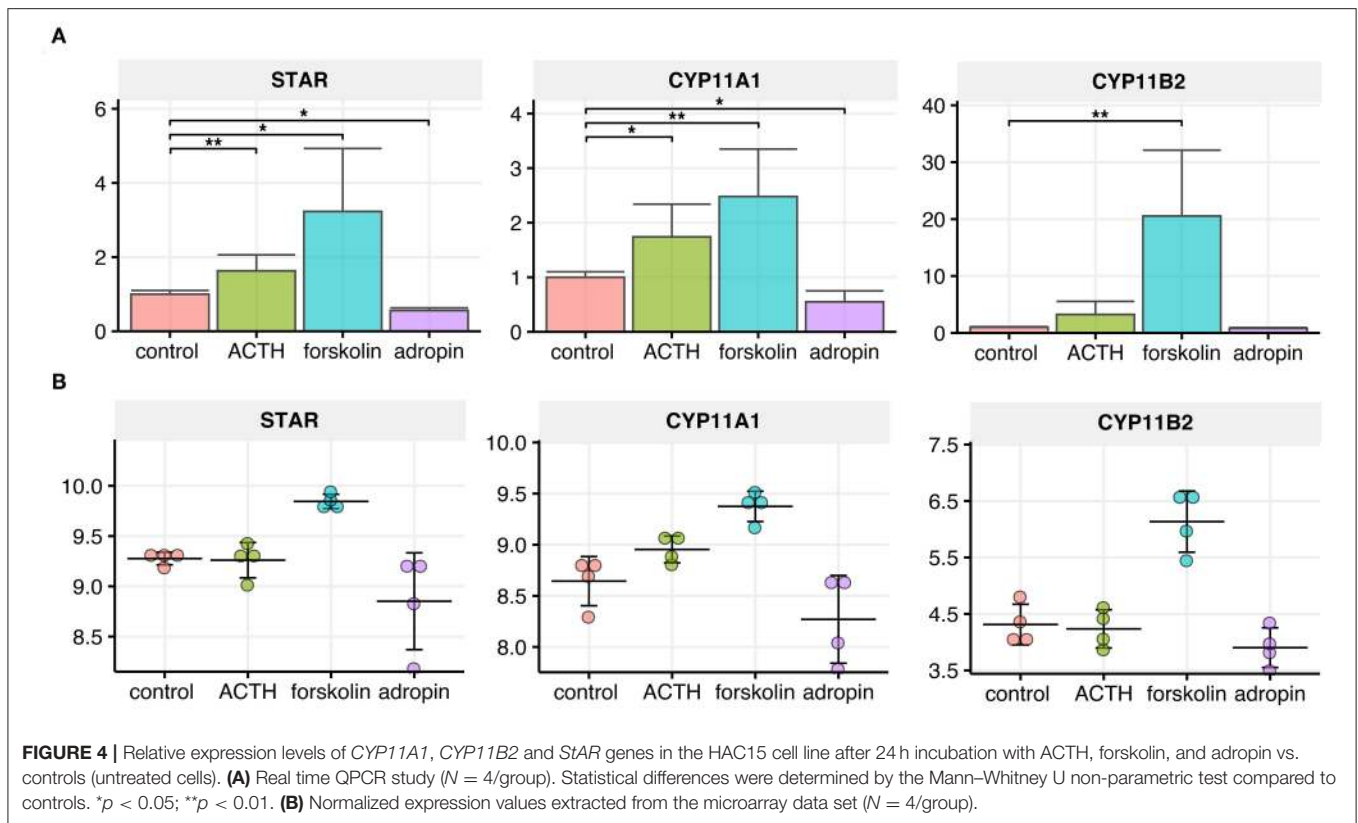 A
STAR
6
4
2
0
*
*
**
control ACTH forskolin adropin
CYP11A1
4
3
2
1
0
*
**
*
control ACTH forskolin adropin
CYP11B2
40
30
20
10
0
**
control ACTH forskolin adropin
B
STAR
10.0
9.5
9.0
8.5
control ACTH forskolin adropin
CYP11A1
10.0
9.5
9.0
8.5
8.0
control ACTH forskolin adropin
CYP11B2
7.5
6.5
5.5
4.5
3.5
control ACTH forskolin adropin
FIGURE 4 | Relative expression levels of CYP11A1, CYP11B2 and StAR genes in the HAC15 cell line after 24 h incubation with ACTH, forskolin, and adropin vs.
controls (untreated cells). (A) Real time QPCR study (N = 4/group). Statistical differences were determined by the Mann–Whitney U non-parametric test compared to
controls. *p < 0.05; **p < 0.01. (B) Normalized expression values extracted from the microarray data set (N = 4/group).